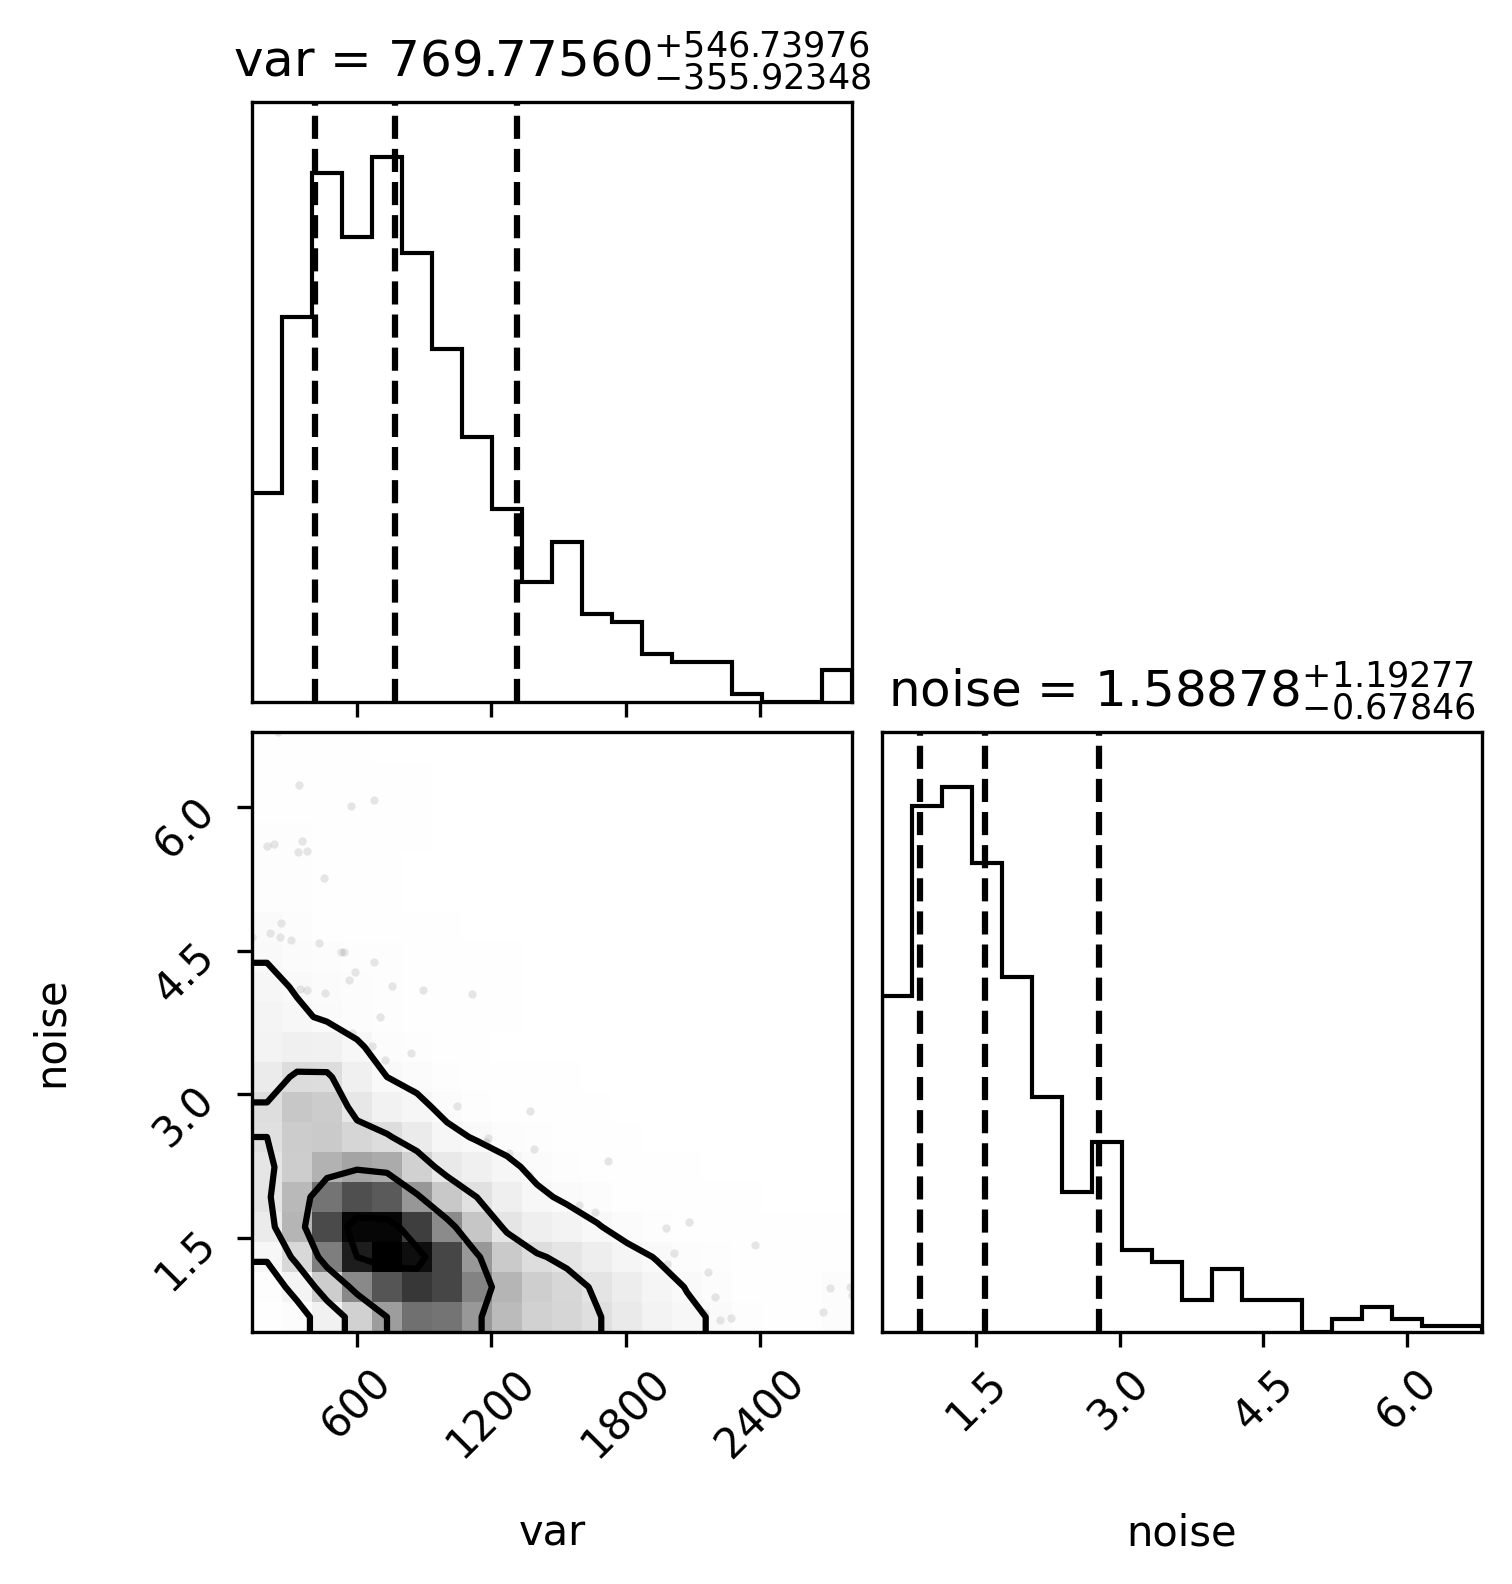 var = 769.77560+546.73976−355.92348
noise = 1.58878+1.19277−0.67846
6.0
4.5
3.0
1.5
noise
600 1200 1800 2400
1.5 3.0 4.5 6.0
var
noise